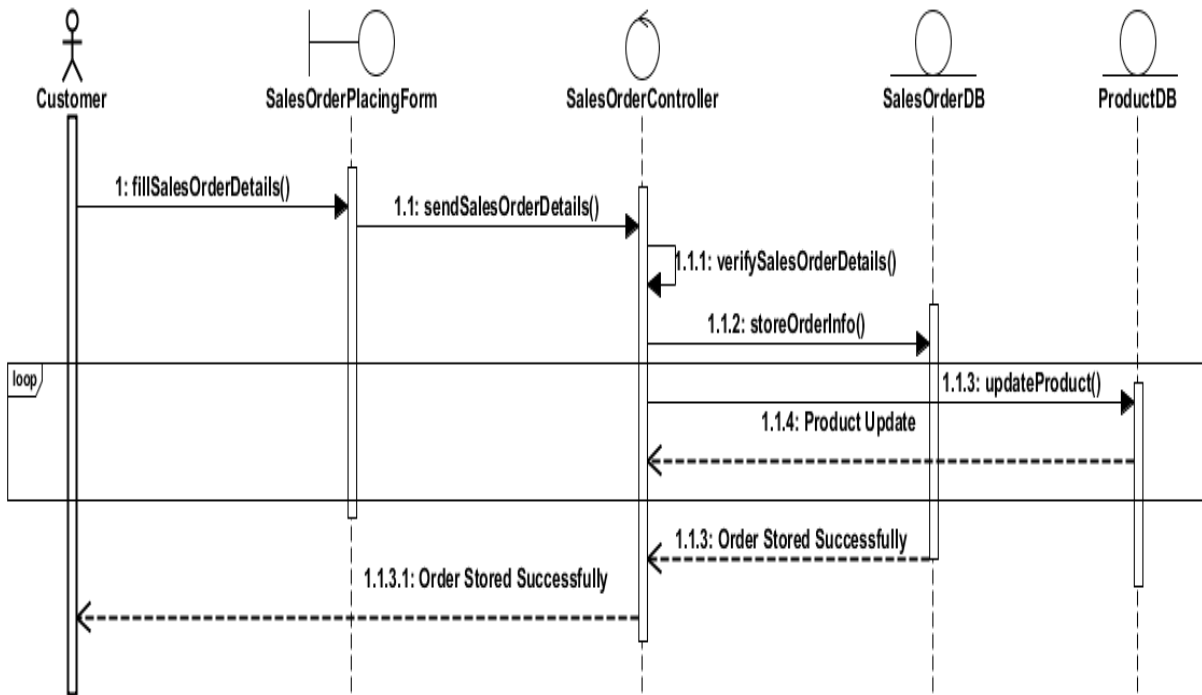 Customer
SalesOrderPlacingForm
SalesOrderController
SalesOrderDB
ProductDB
1: fillSalesOrderDetails()
1.1: sendSalesOrderDetails()
1.1.1: verifySalesOrderDetails()
1.1.2: storeOrderInfo()
loop
1.1.3: updateProduct()
1.1.4: Product Update
1.1.3: Order Stored Successfully
1.1.3.1: Order Stored Successfully